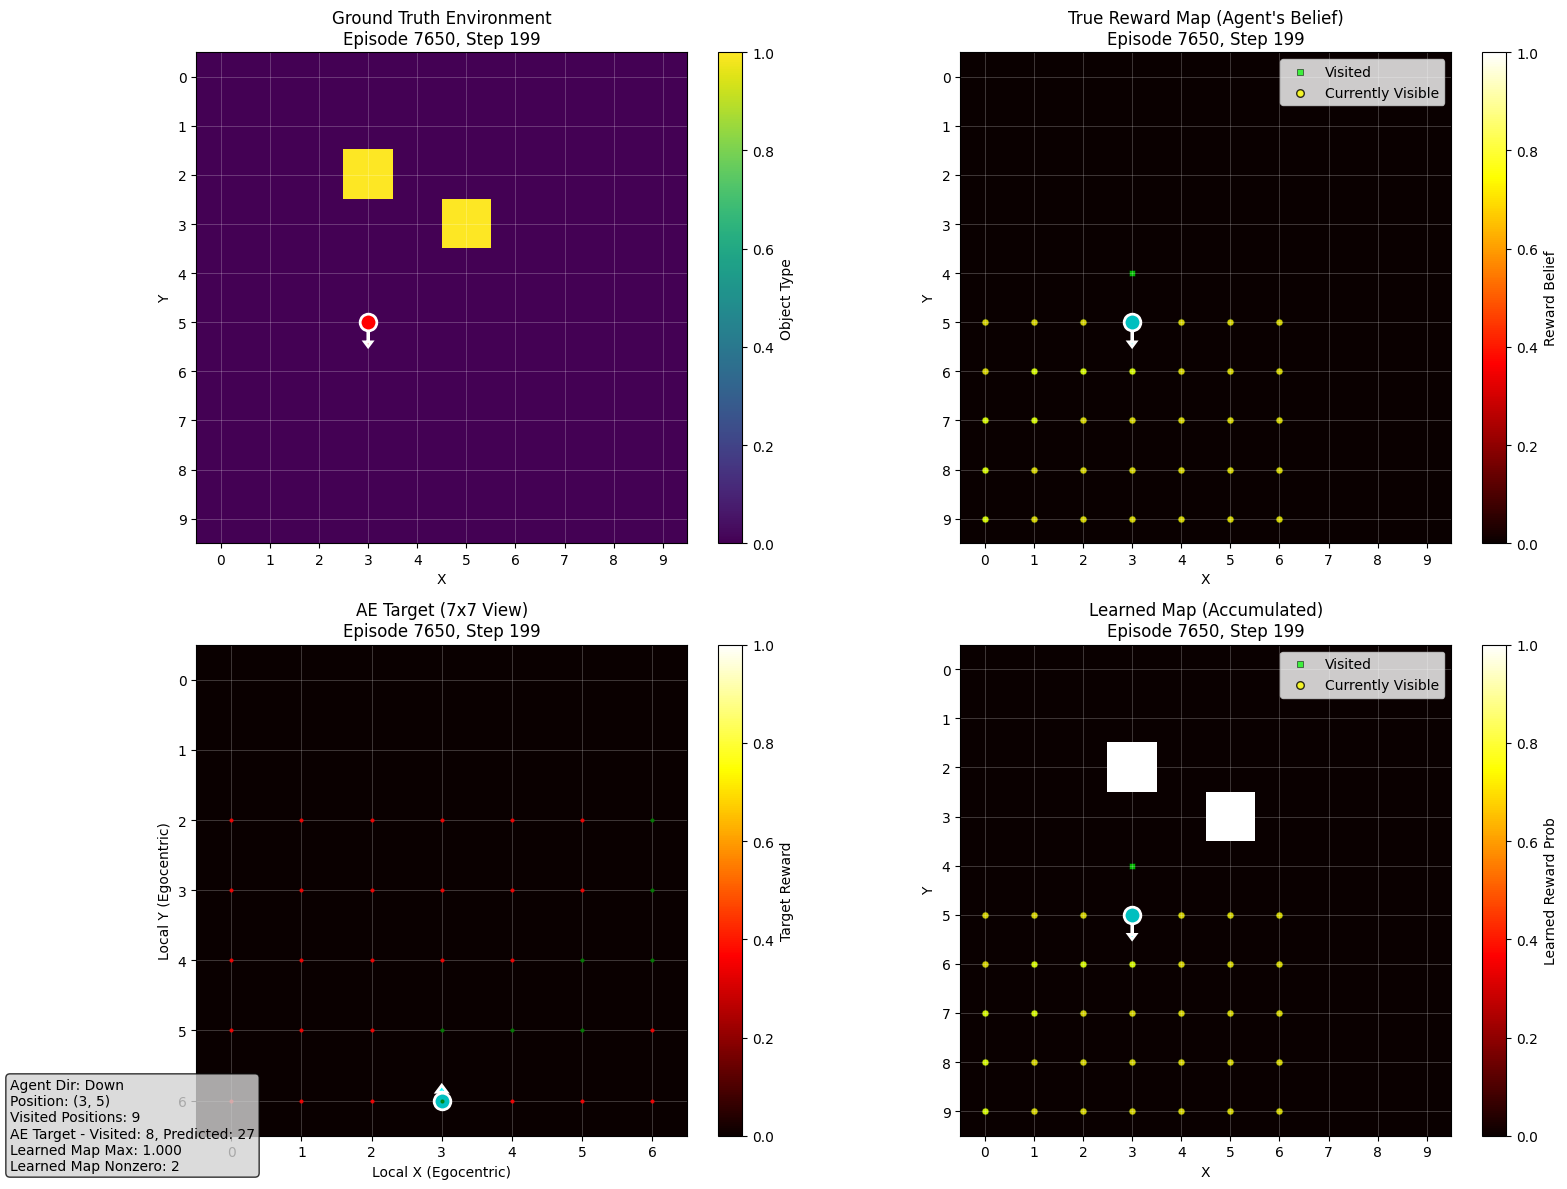 Ground Truth Environment
Episode 7650, Step 199
0
1
2
3
4
5
6
7
8
9
Y
0 1 2 3 4 5 6 7 8 9
X
1.0
0.8
0.6
0.4
0.2
0.0
Object Type
True Reward Map (Agent's Belief)
Episode 7650, Step 199
Visited
Currently Visible
0
1
2
3
4
5
6
7
8
9
Y
0 1 2 3 4 5 6 7 8 9
X
1.0
0.8
0.6
0.4
0.2
0.0
Reward Belief
AE Target (7x7 View)
Episode 7650, Step 199
0
1
2
3
4
5
6
Local Y (Egocentric)
0 1 2 3 4 5 6
Local X (Egocentric)
1.0
0.8
0.6
0.4
0.2
0.0
Target Reward
Agent Dir: Down
Position: (3, 5)
Visited Positions: 9
AE Target - Visited: 8, Predicted: 27
Learned Map Max: 1.000
Learned Map Nonzero: 2
Learned Map (Accumulated)
Episode 7650, Step 199
Visited
Currently Visible
0
1
2
3
4
5
6
7
8
9
Y
0 1 2 3 4 5 6 7 8 9
X
1.0
0.8
0.6
0.4
0.2
0.0
Learned Reward Prob